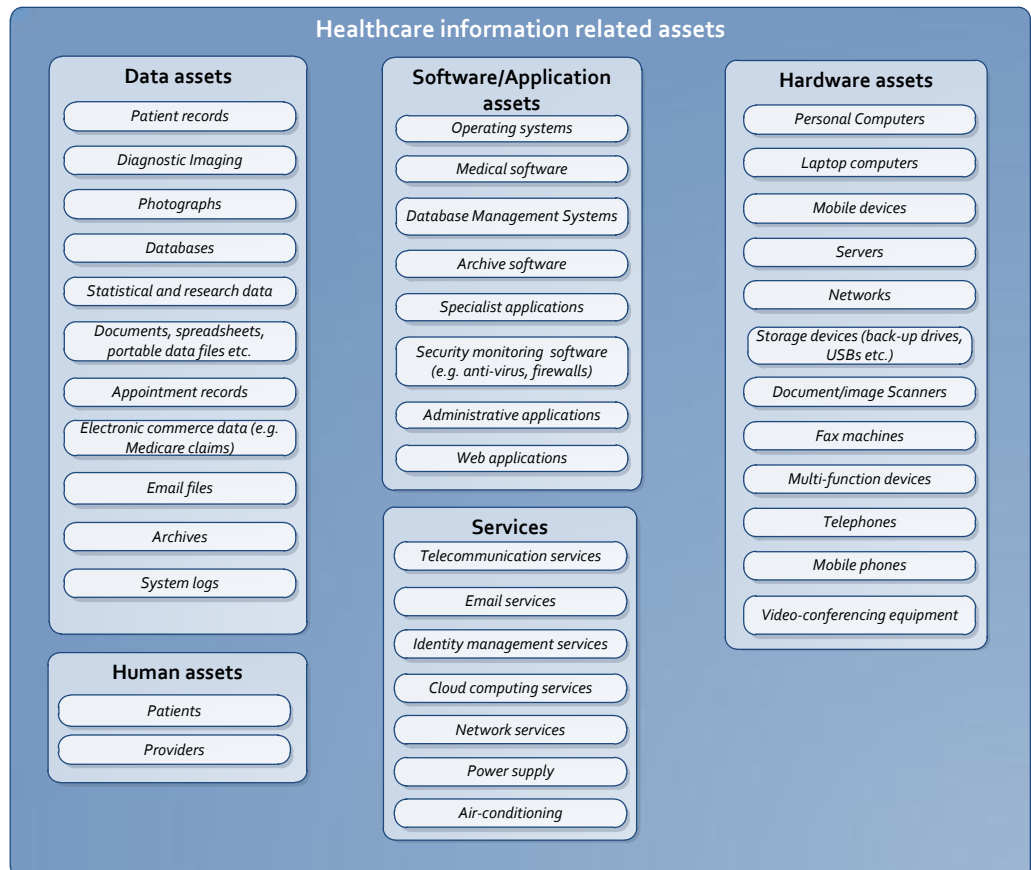 Healthcare information related assets
Data assets
Patient records
Diagnostic Imaging
Photographs
Databases
Statistical and research data
Documents, spreadsheets,
portable data files etc.
Appointment records
Electronic commerce data (e.g.
Medicare claims)
Email files
Archives
System logs
Human assets
Patients
Providers
Software/Application
assets
Operating systems
Medical software
Database Management Systems
Archive software
Specialist applications
Security monitoring software
(e.g. anti-virus, firewalls)
Administrative applications
Web applications
Services
Telecommunication services
Email services
Identity management services
Cloud computing services
Network services
Power supply
Air-conditioning
Hardware assets
Personal Computers
Laptop computers
Mobile devices
Servers
Networks
Storage devices (back-up drives,
USBs etc.)
Document/image Scanners
Fax machines
Multi-function devices
Telephones
Mobile phones
Video-conferencing equipment